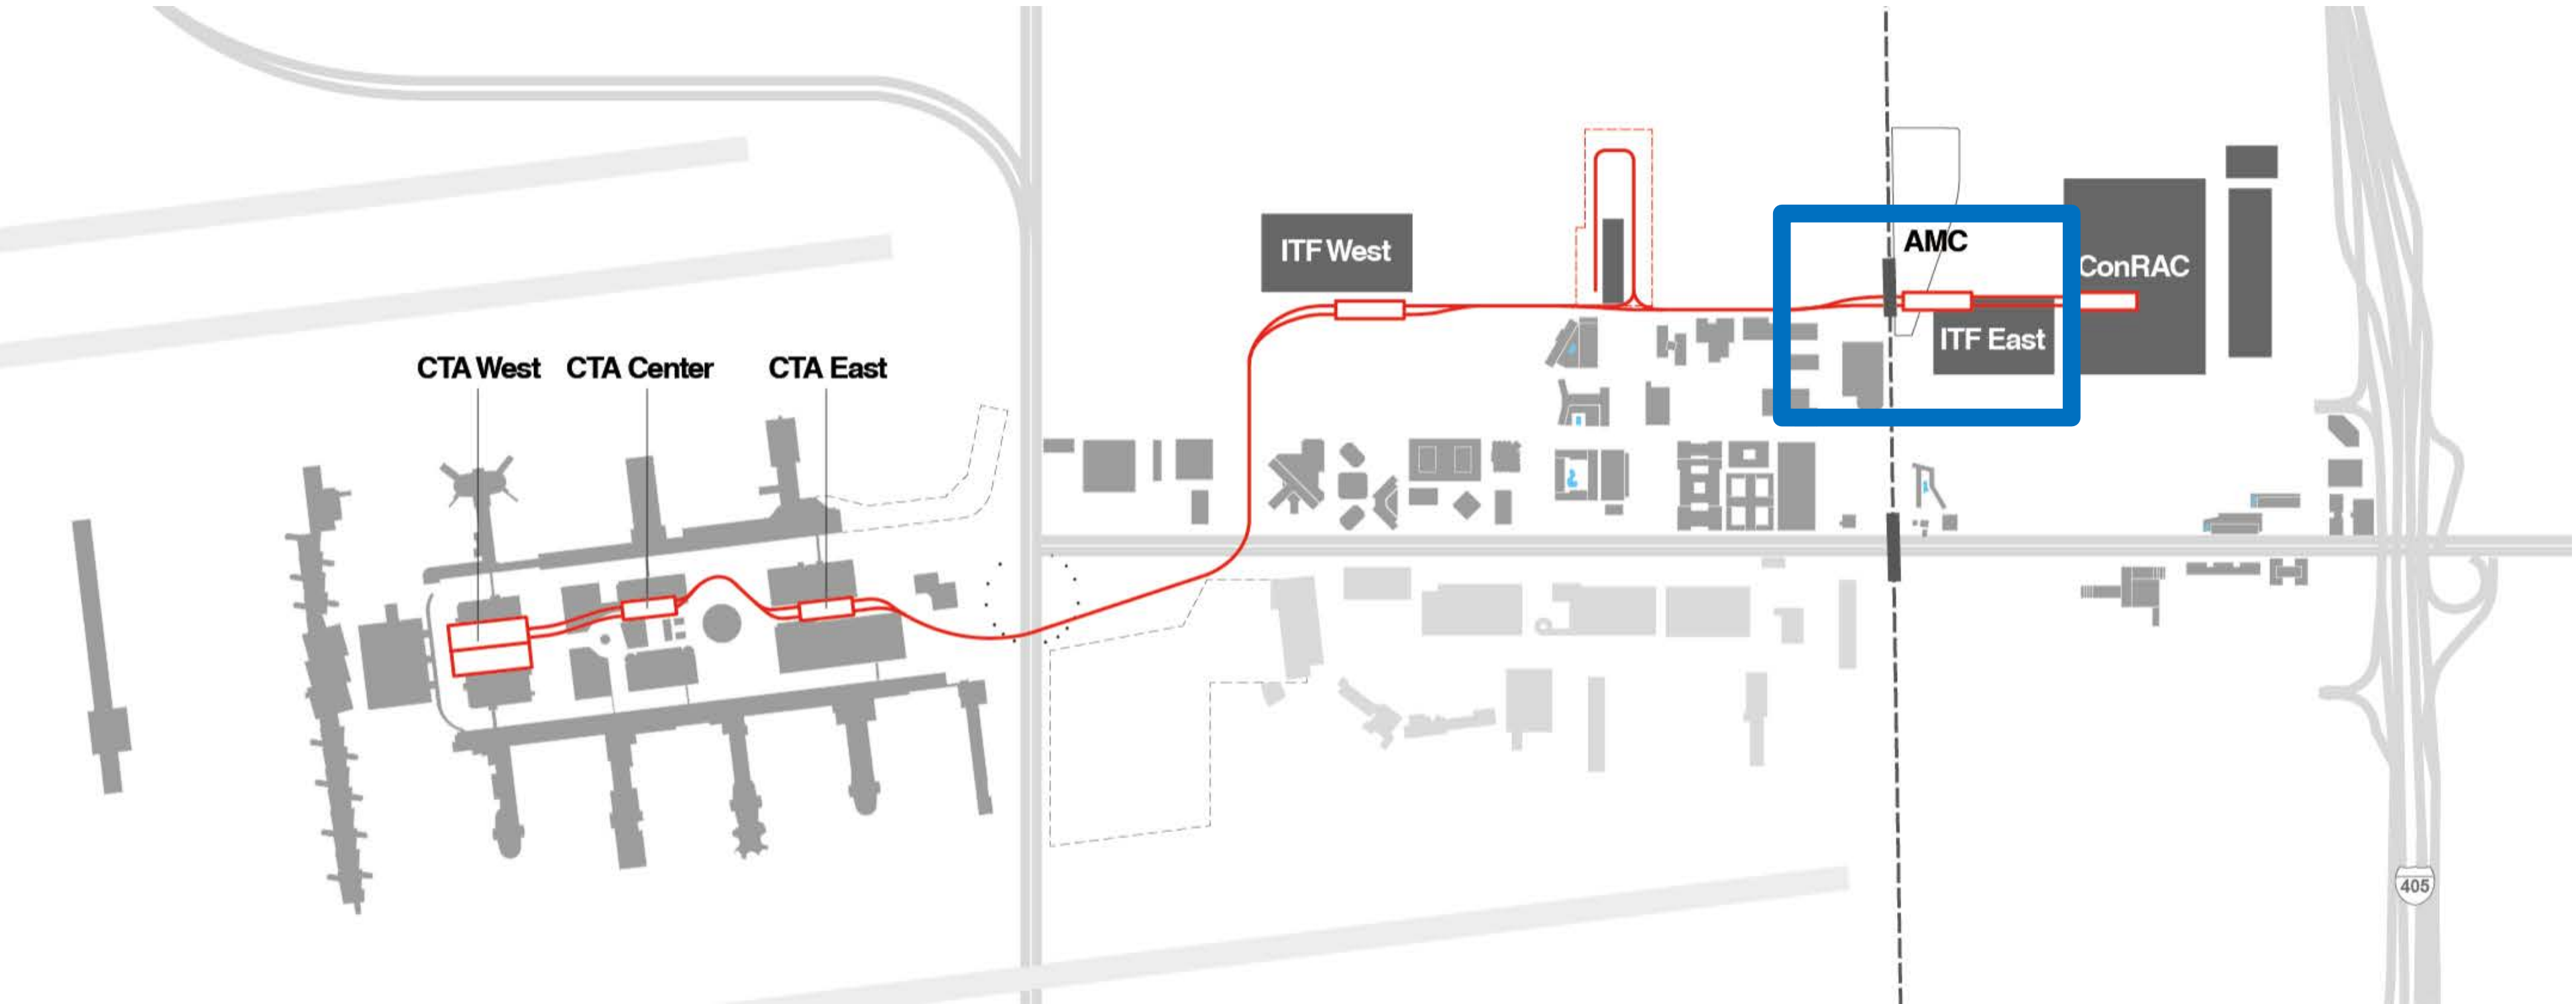 AMC
ITF West
ConRAC
ITF East
CTA West
CTA Center
CTA East
405